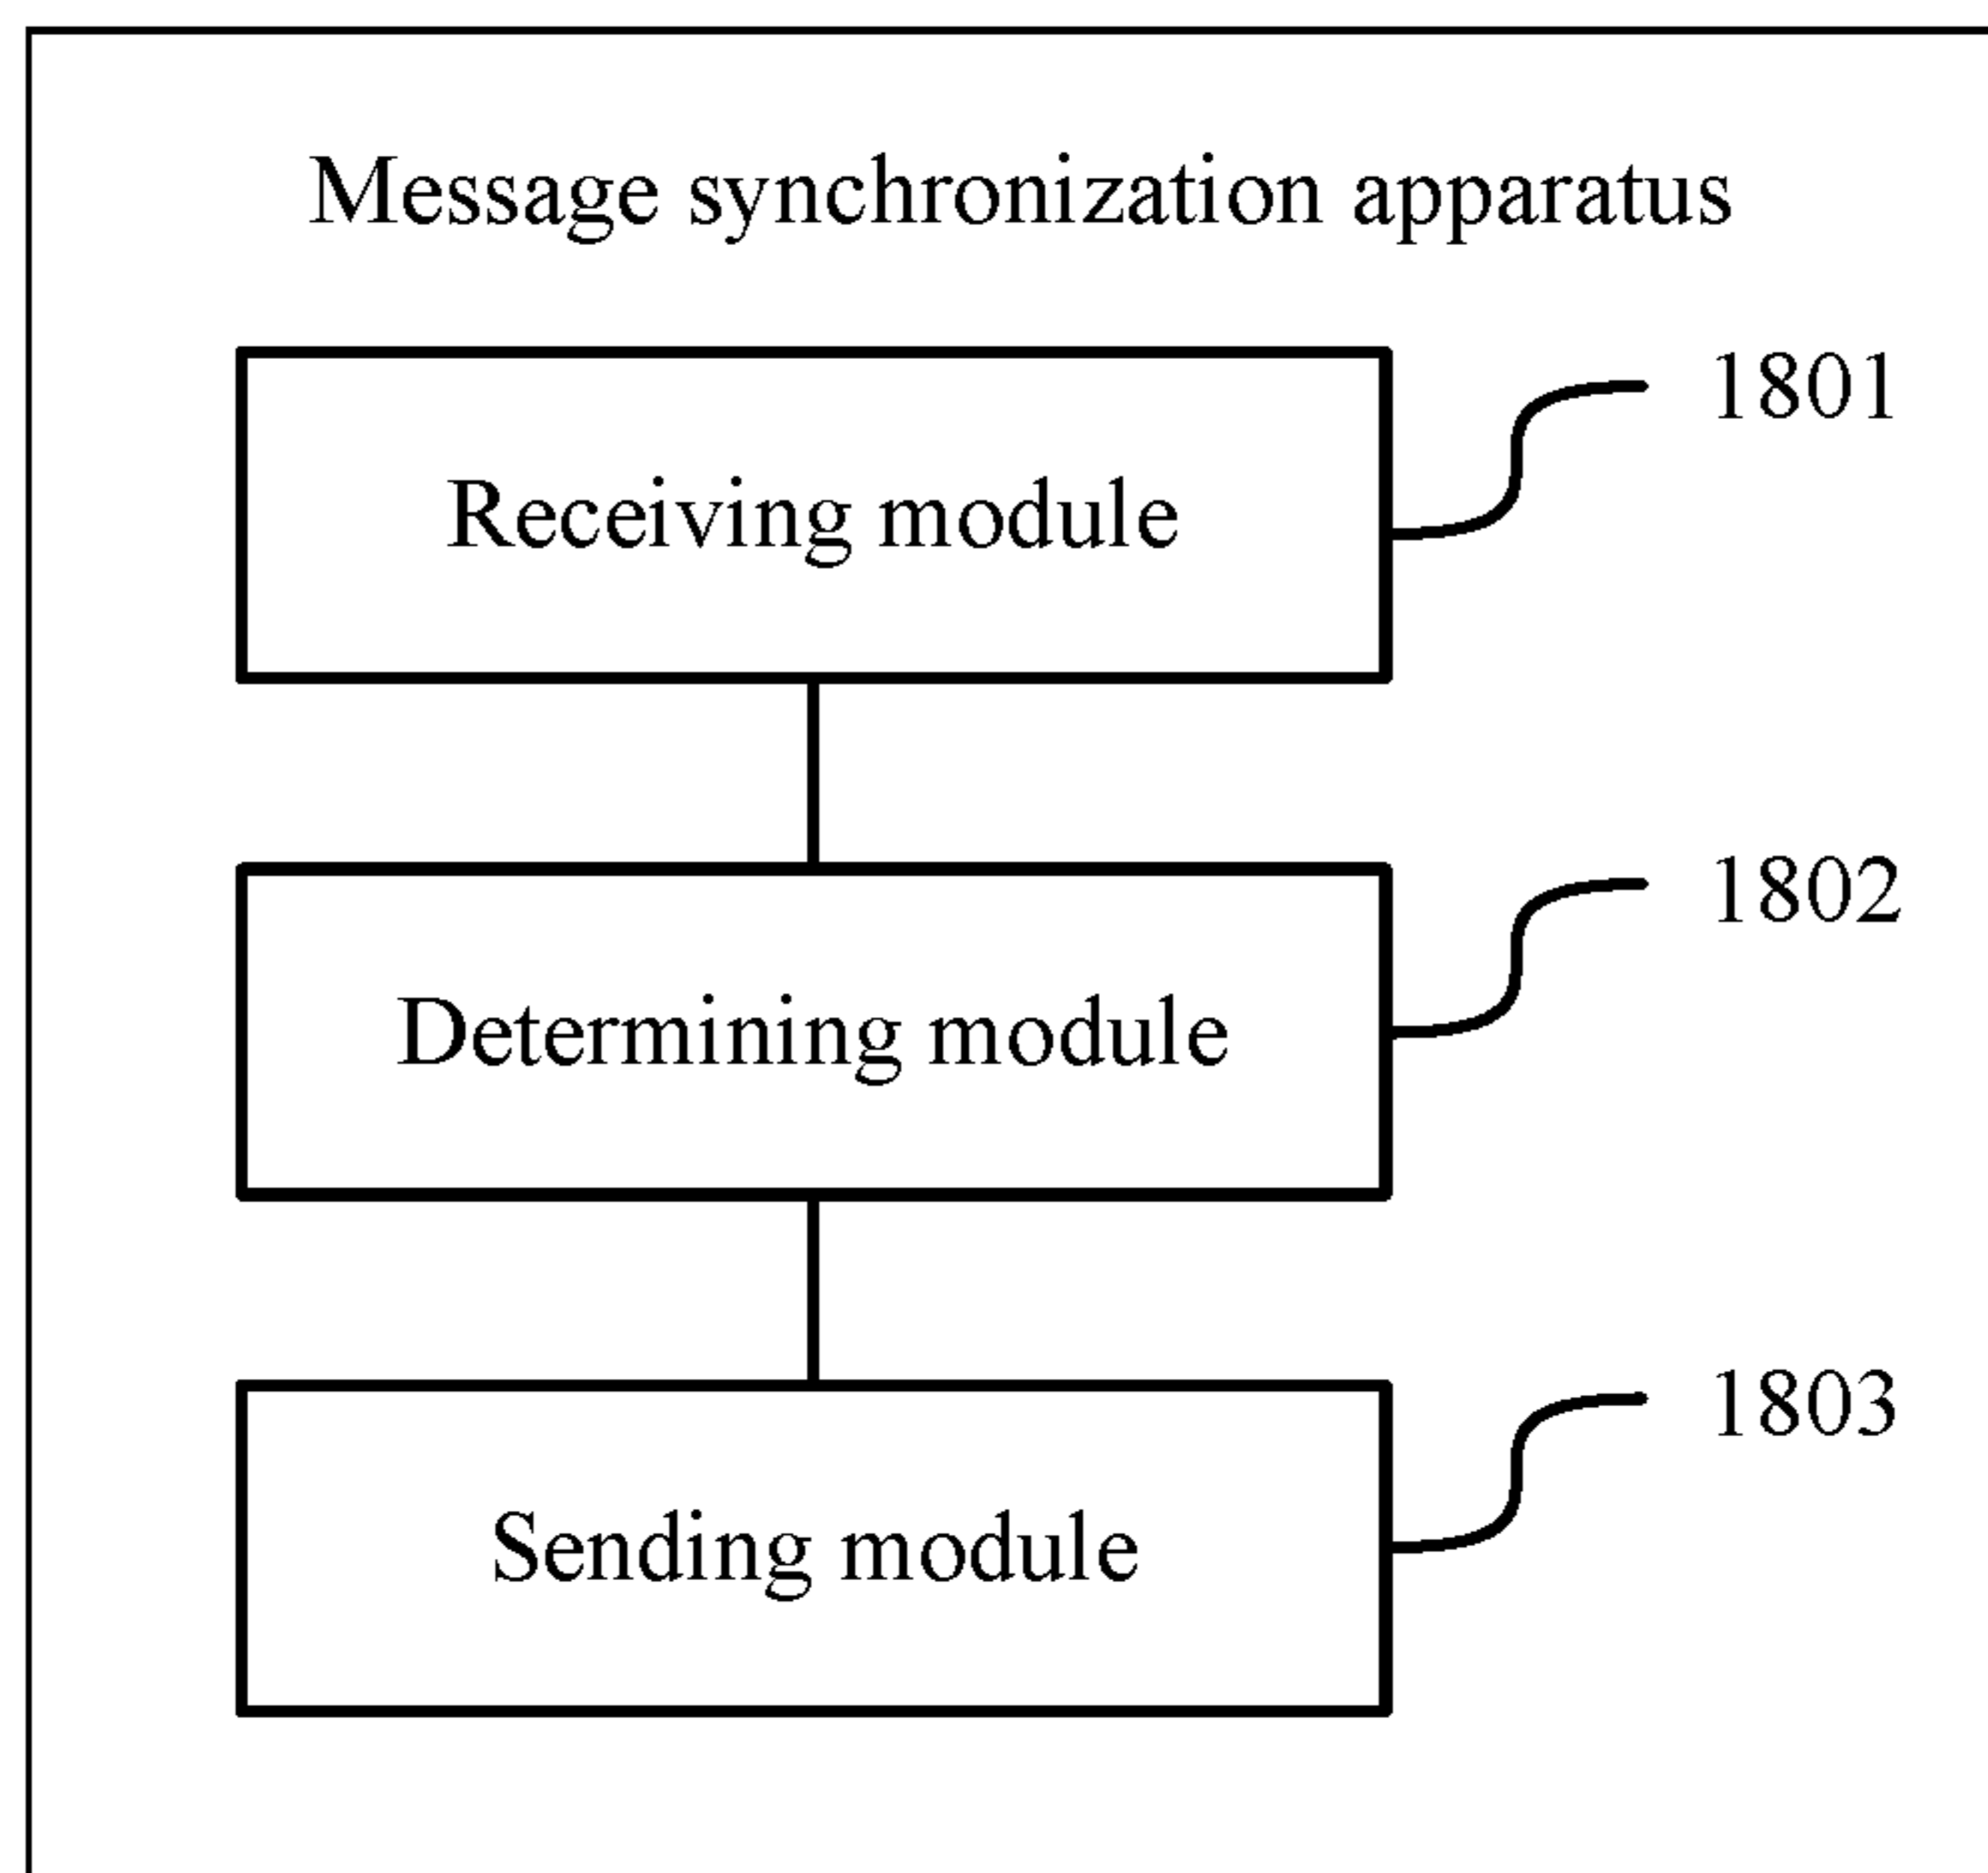 Message synchronization apparatus
1801
Receiving module
1802
Determining module
1803
Sending module